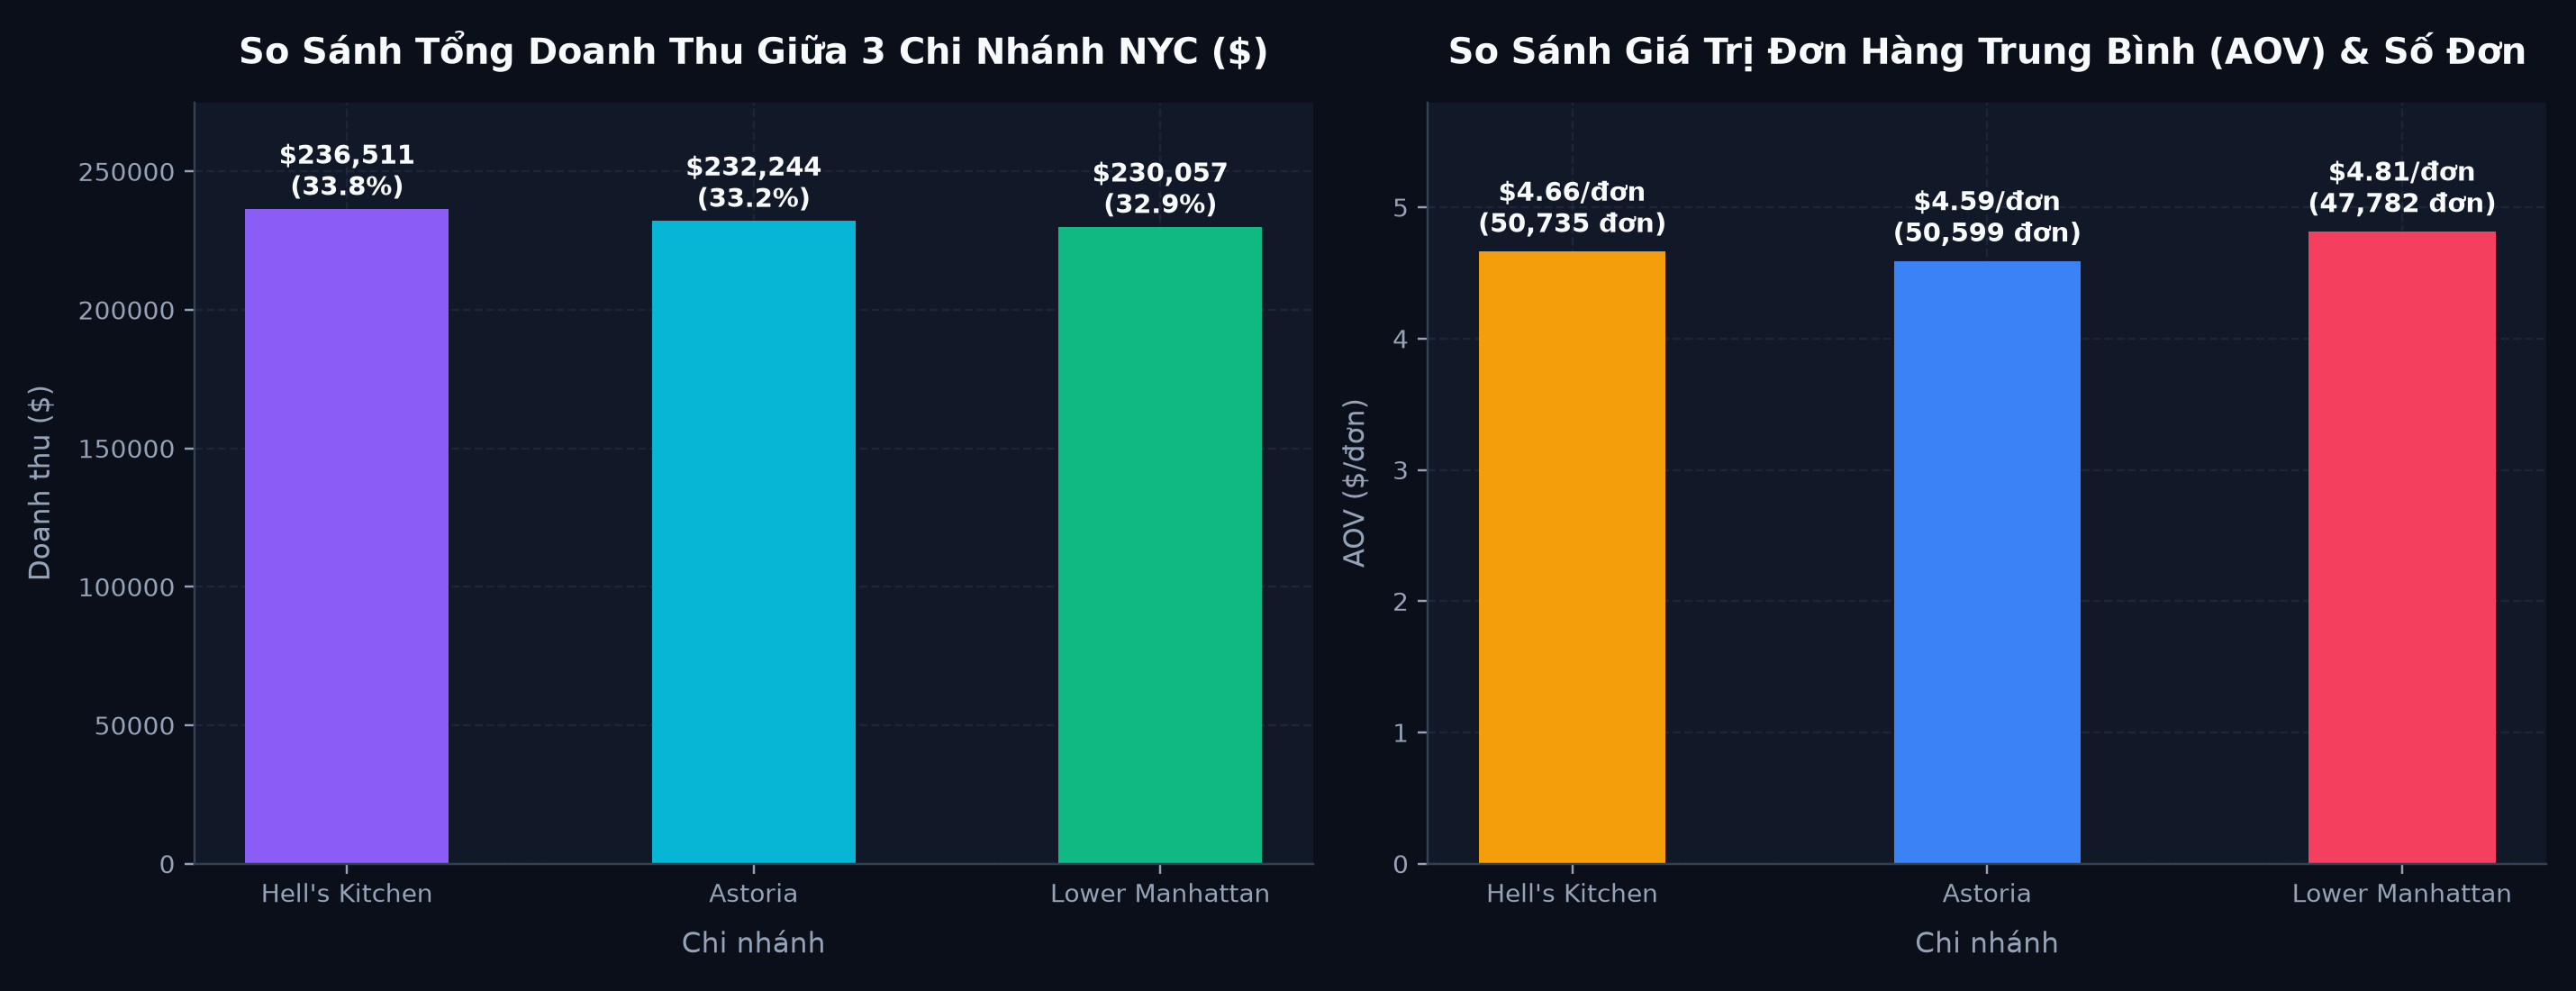 So Sánh Tổng Doanh Thu Giữa 3 Chi Nhánh NYC ($)
Doanh thu ($)
250000
200000
150000
100000
50000
0
$236,511
(33.8%)
$232,244
(33.2%)
$230,057
(32.9%)
Hell's Kitchen
Astoria
Lower Manhattan
Chi nhánh
So Sánh Giá Trị Đơn Hàng Trung Bình (AOV) & Số Đơn
AOV ($/đơn)
5
4
3
2
1
0
$4.66/đơn
(50,735 đơn)
$4.59/đơn
(50,599 đơn)
$4.81/đơn
(47,782 đơn)
Hell's Kitchen
Astoria
Lower Manhattan
Chi nhánh